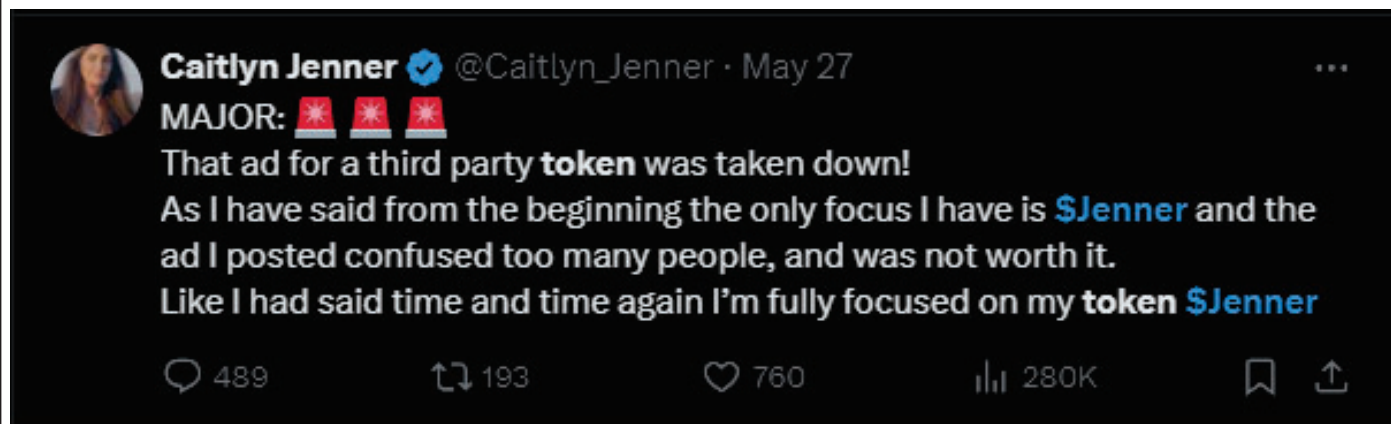 Caitlyn Jenner @Caitlyn_Jenner · May 27
MAJOR: 🚨 🚨 🚨
That ad for a third party token was taken down!
As I have said from the beginning the only focus I have is $Jenner and the
ad I posted confused too many people, and was not worth it.
Like I had said time and time again I’m fully focused on my token $Jenner
489 193 760 280K